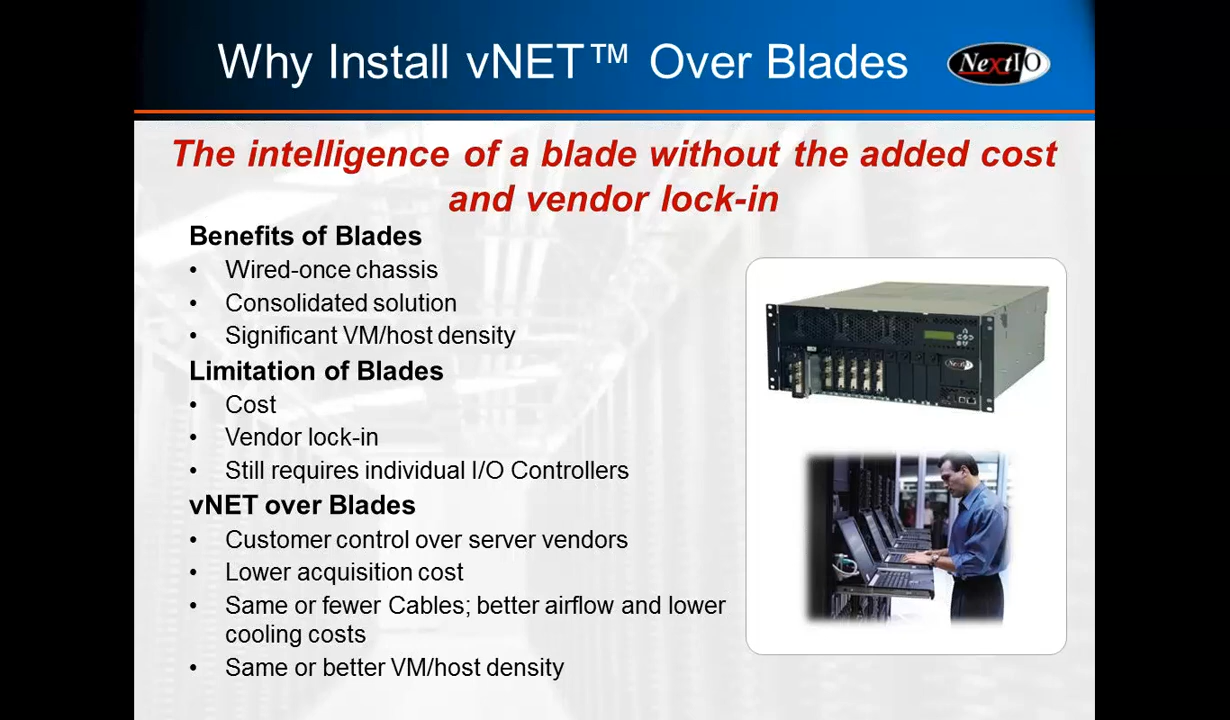 Why Install vNET™ Over Blades
NextIO
The intelligence of a blade without the added cost
and vendor lock-in
Benefits of Blades
• Wired-once chassis
• Consolidated solution
• Significant VM/host density
Limitation of Blades
• Cost
• Vendor lock-in
• Still requires individual I/O Controllers
vNET over Blades
• Customer control over server vendors
• Lower acquisition cost
• Same or fewer Cables; better airflow and lower
cooling costs
• Same or better VM/host density
NextIO